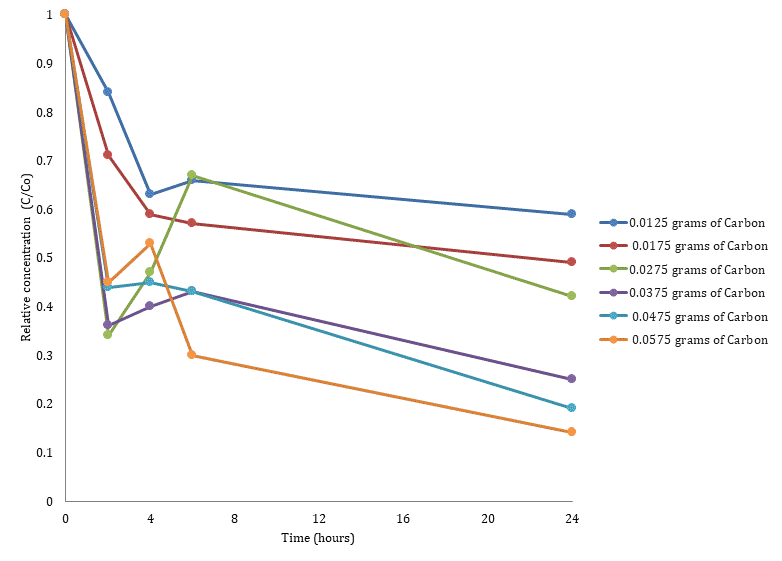 1
0.9
0.8
0.7
0.6
0.5
0.4
0.3
0.2
0.1
0
Relative concentration (C/Co)
0 4 8 12 16 20 24
Time (hours)
0.0125 grams of Carbon
0.0175 grams of Carbon
0.0275 grams of Carbon
0.0375 grams of Carbon
0.0475 grams of Carbon
0.0575 grams of Carbon